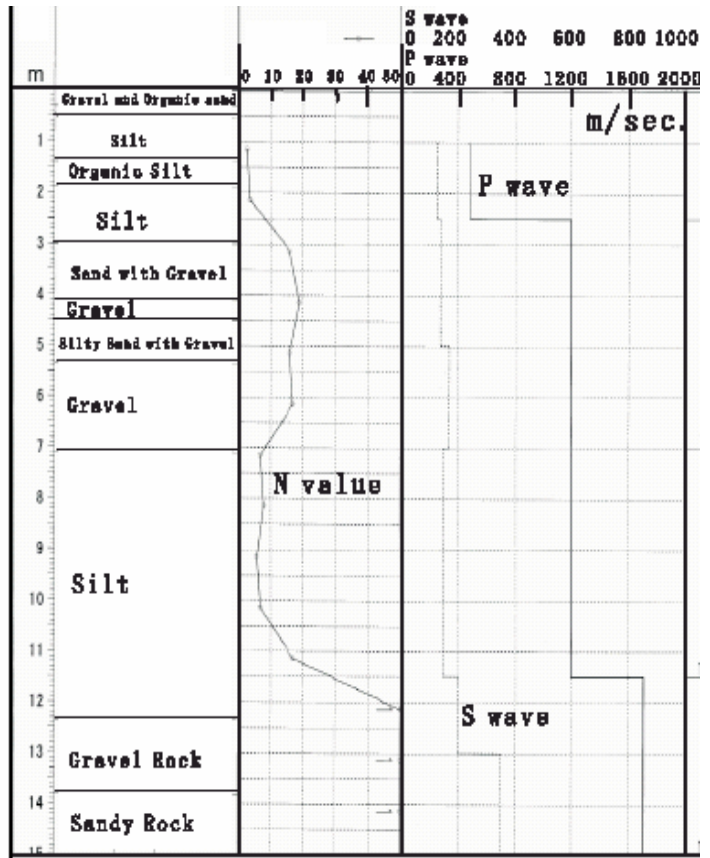 S wave
0 200 400 600 800 1000
P wave
m 0 10 20 30 40 50 0 400 800 1200 1600 2000
Gravel and Organic sand
m/sec.
1 Silt
Organic Silt
P wave
2
Silt
3
Sand with Gravel
4
Gravel
5 Silty Sand with Gravel
6 Gravel
7
N value
8
9
Silt
10
11
12 S wave
13 Gravel Rock
14
Sandy Rock
15